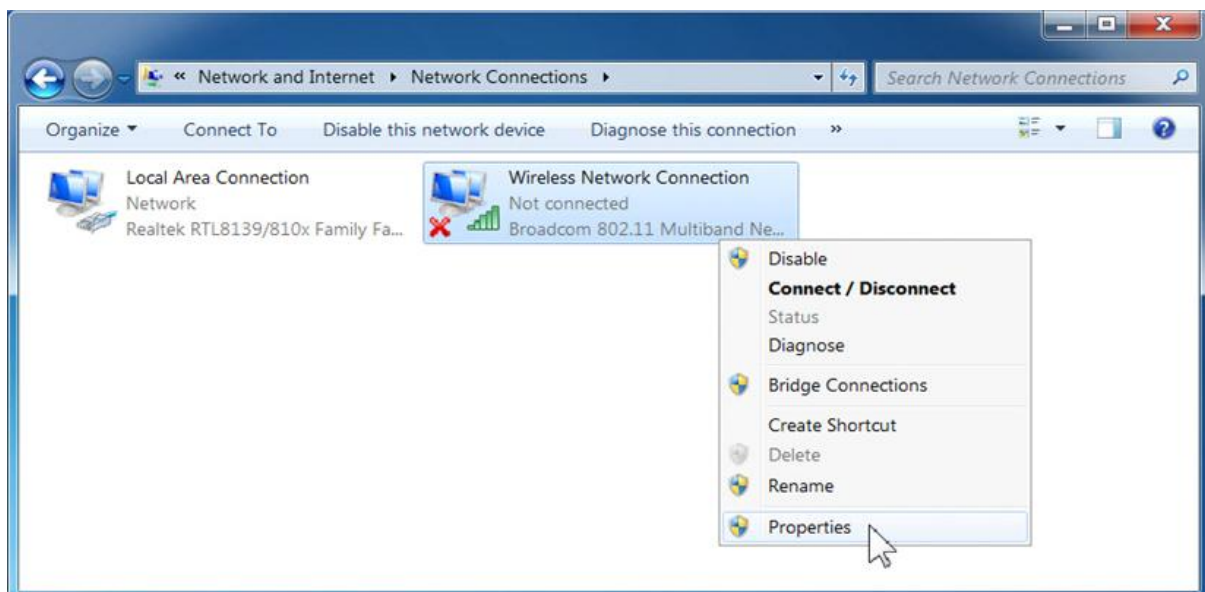 « Network and Internet ▸ Network Connections ▸
Search Network Connections
Organize ▾ Connect To Disable this network device Diagnose this connection »
Local Area Connection
Network
Realtek RTL8139/810x Family Fa...
Wireless Network Connection
Not connected
Broadcom 802.11 Multiband Ne...
Disable
Connect / Disconnect
Status
Diagnose
Bridge Connections
Create Shortcut
Delete
Rename
Properties